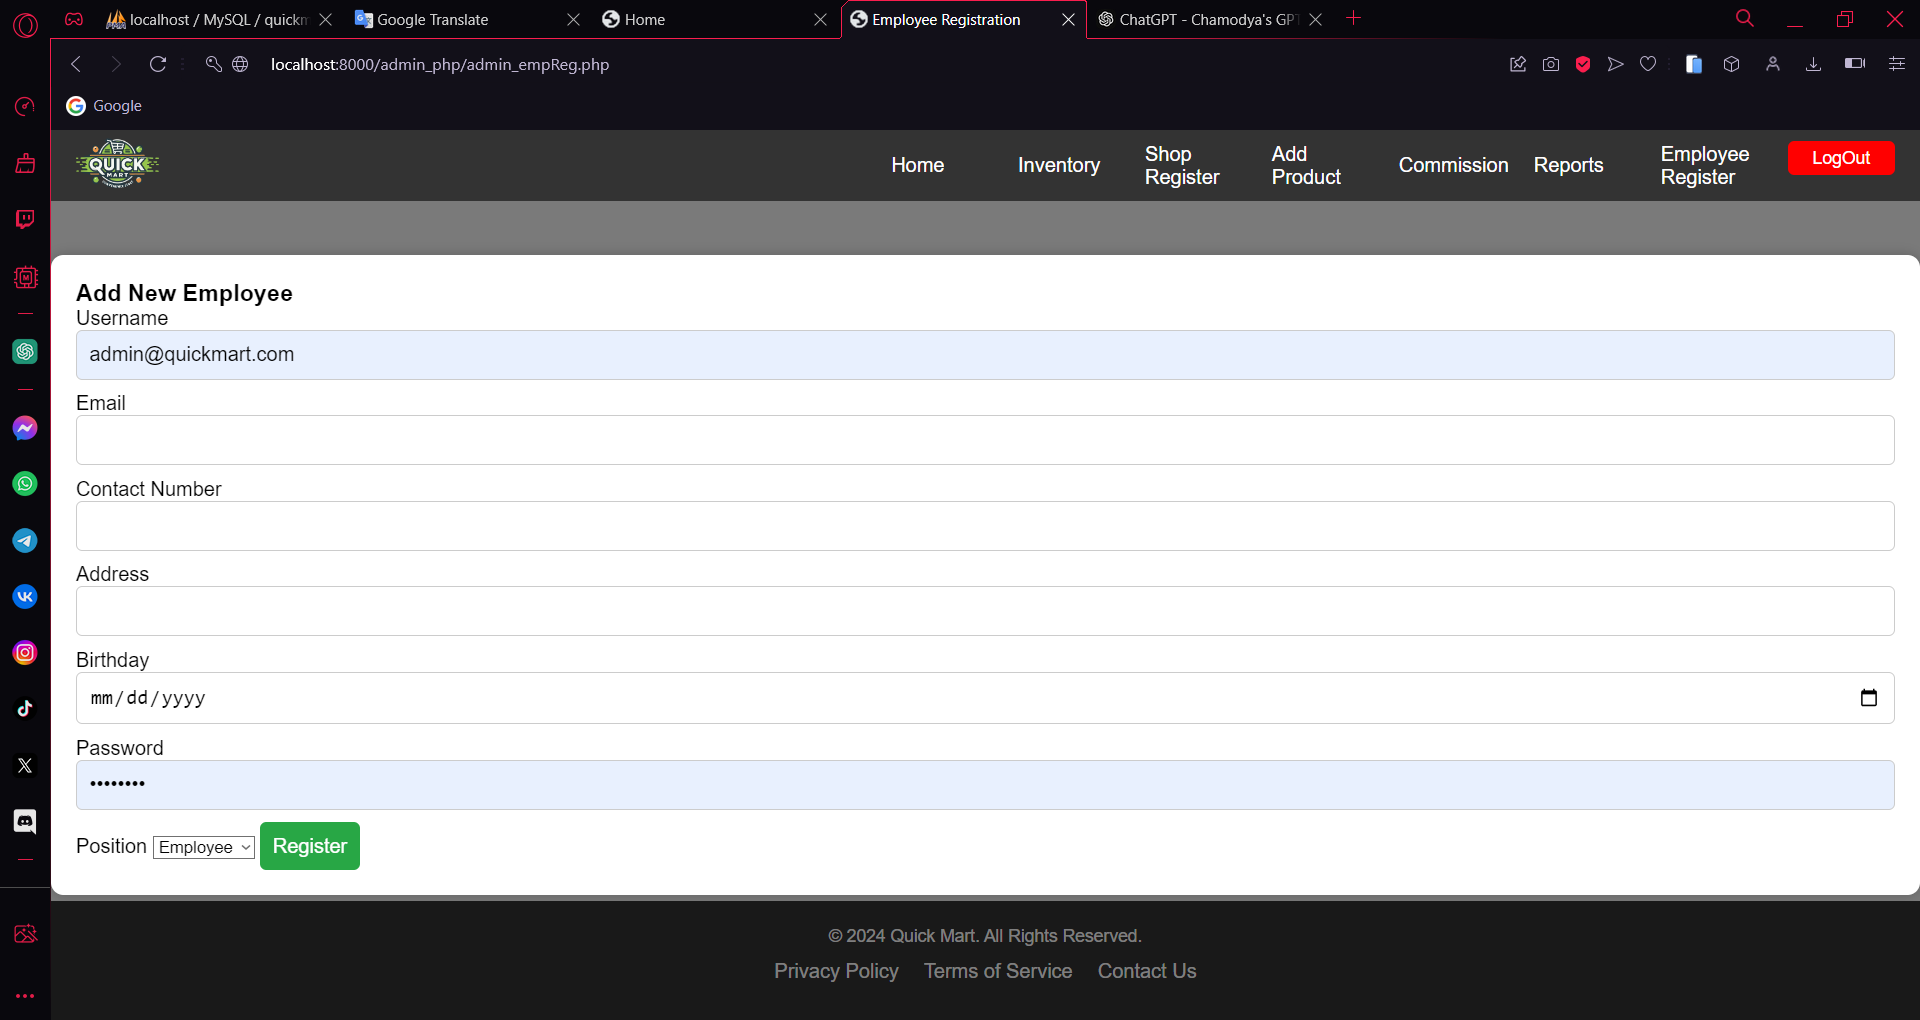 localhost / MySQL / quickm
Google Translate
Home
Employee Registration
ChatGPT - Chamodya's GPT
localhost:8000/admin_php/admin_empReg.php
Google
QUICK
MART
Home
Inventory
Shop
Register
Add
Product
Commission
Reports
Employee
Register
LogOut
Add New Employee
Username
admin@quickmart.com
Email
Contact Number
Address
Birthday
mm/dd/yyyy
Password
••••••••
Position Employee Register
© 2024 Quick Mart. All Rights Reserved.
Privacy Policy Terms of Service Contact Us